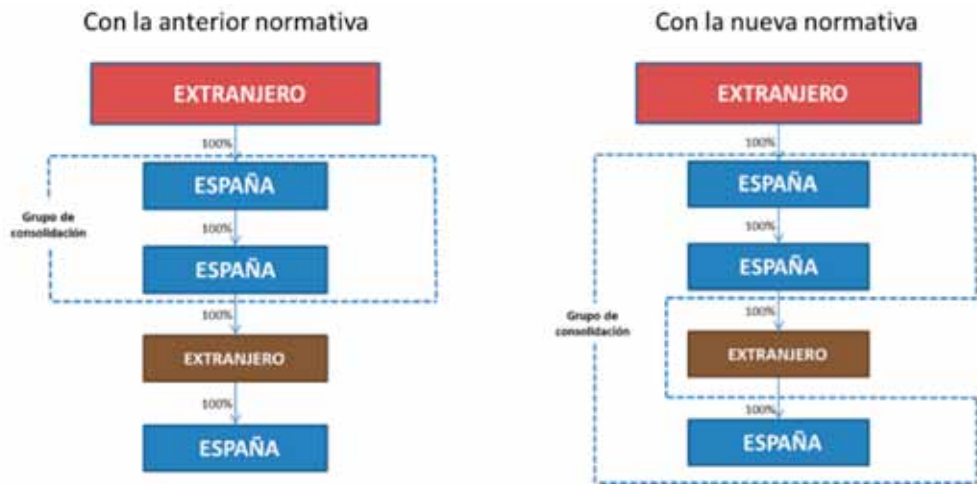 Con la anterior normativa
EXTRANJERO
100%
ESPAÑA
100%
Grupo de
consolidación
ESPAÑA
100%
EXTRANJERO
100%
ESPAÑA
Con la nueva normativa
EXTRANJERO
100%
ESPAÑA
100%
ESPAÑA
100%
Grupo de
consolidación
EXTRANJERO
100%
ESPAÑA